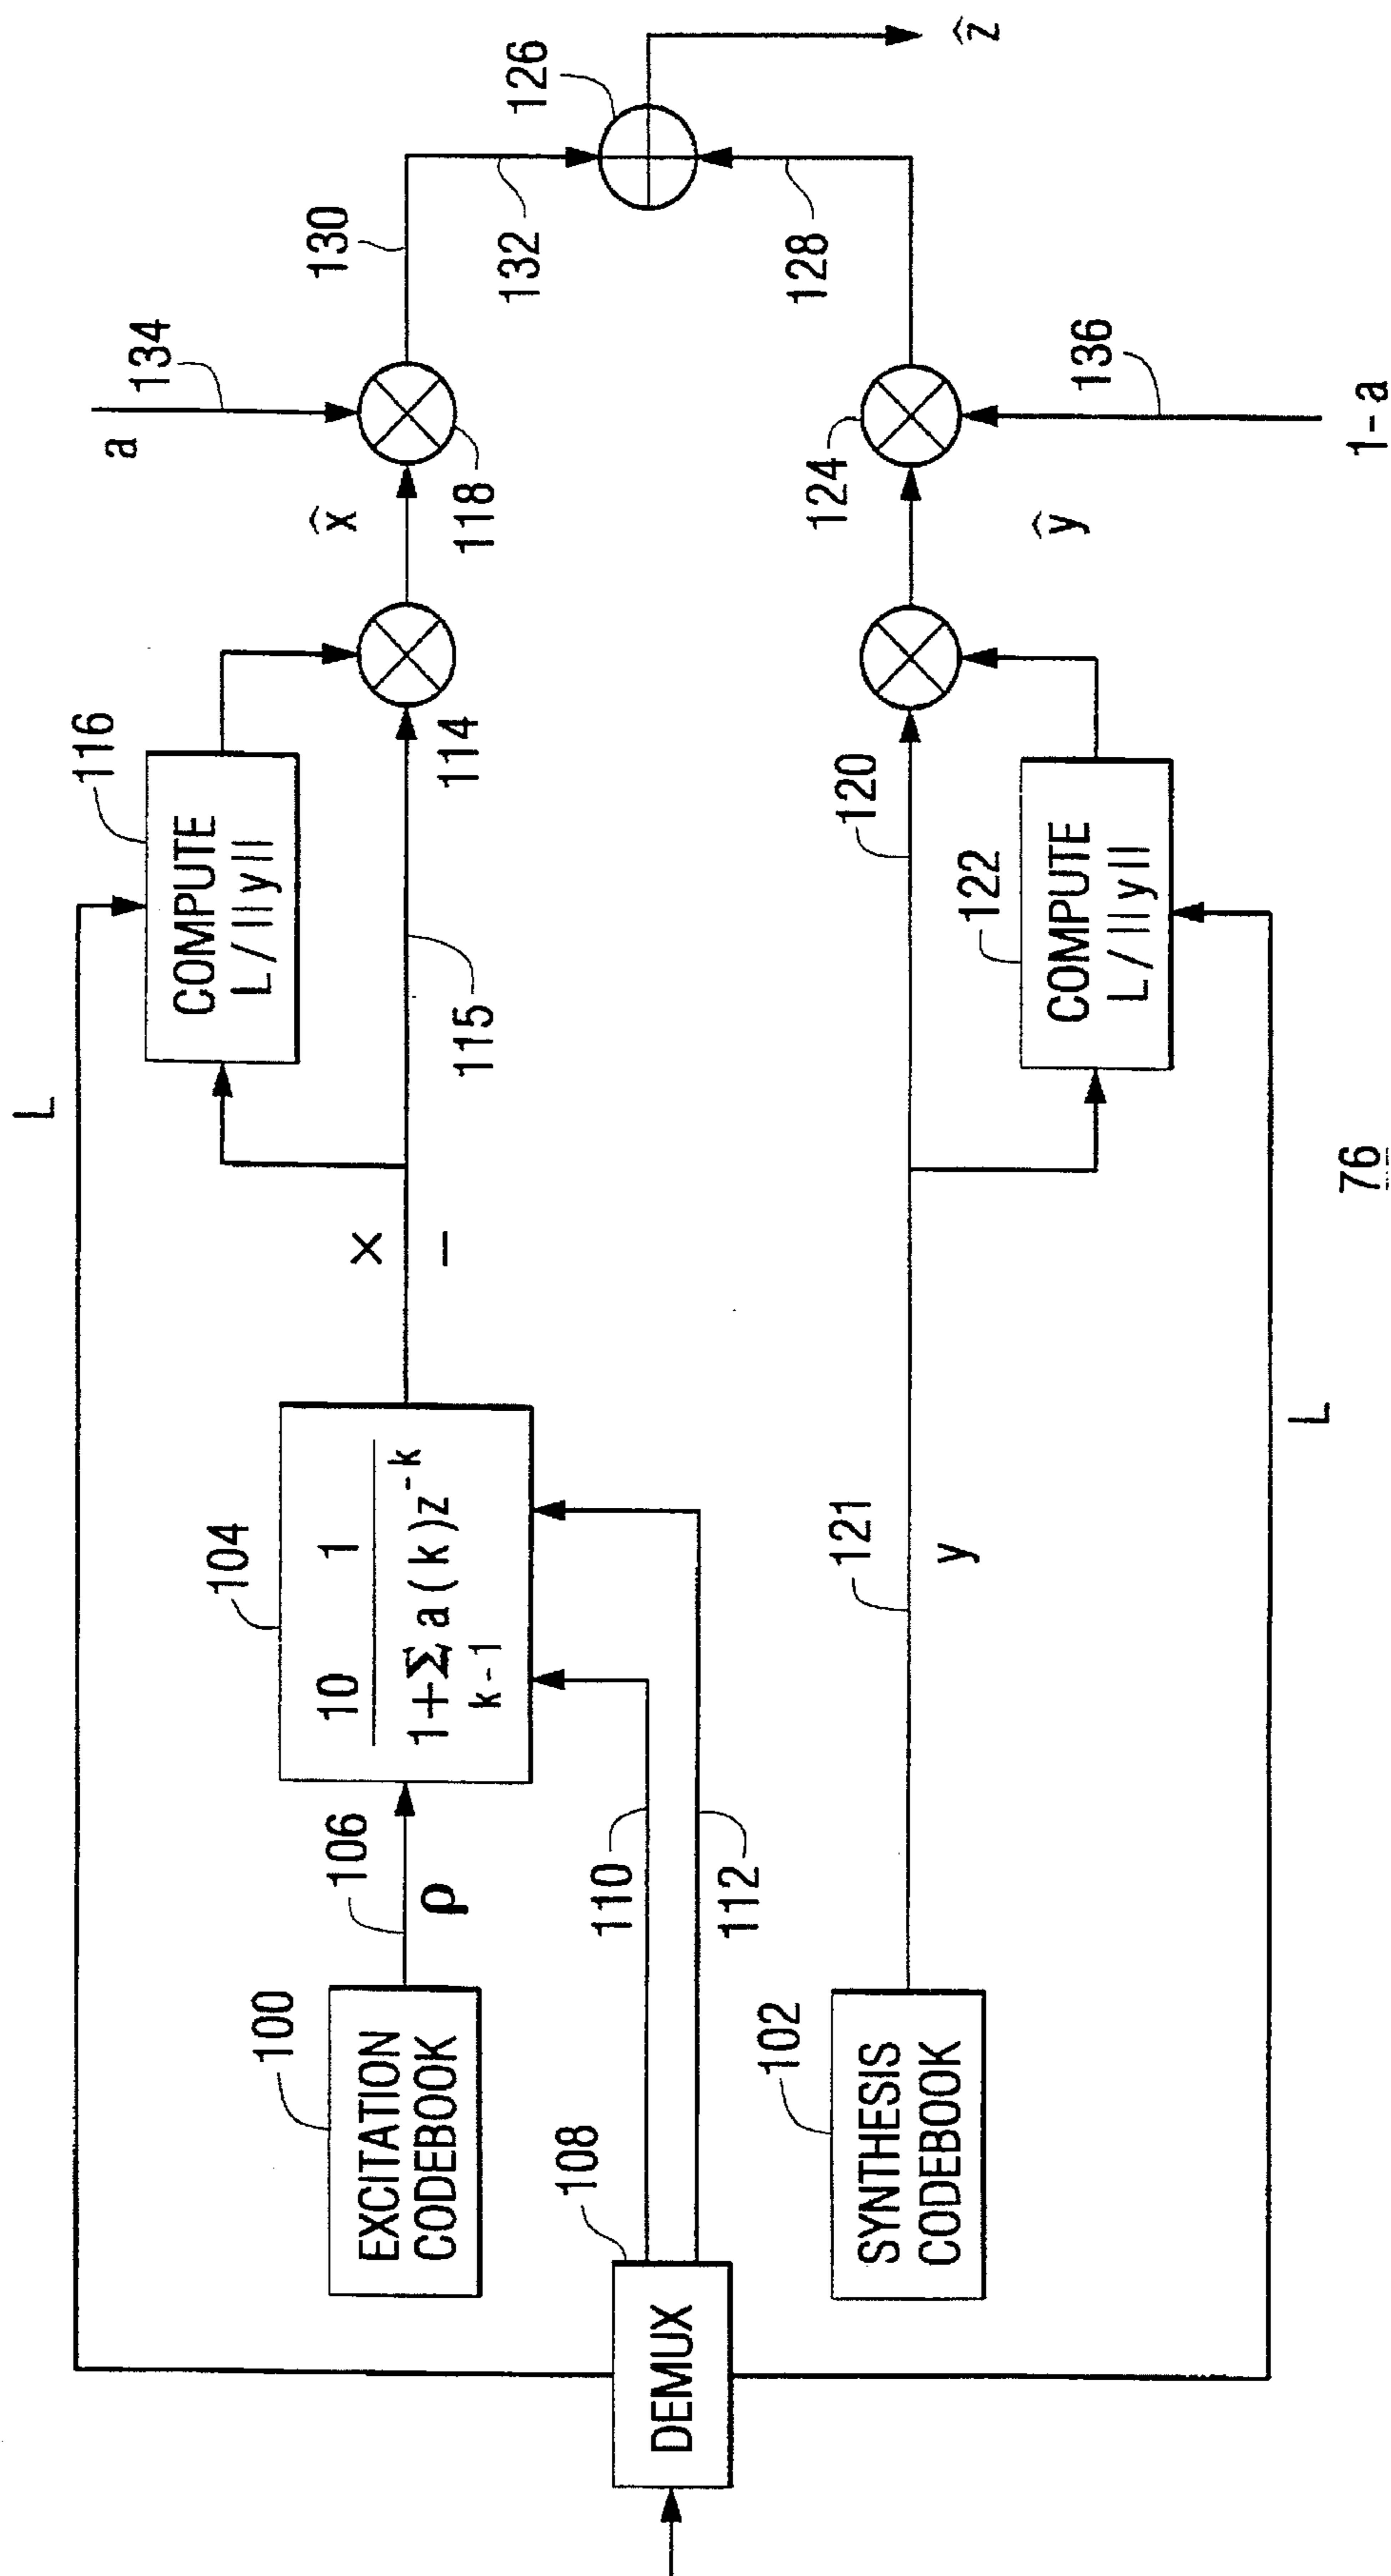 L
116
COMPUTE
L/||y||
a
134
130
126
ẑ
132
x̂
118
114
115
X
–
104
10 1
1+Σ a(k)z^-k
k-1
106
ρ
100
EXCITATION
CODEBOOK
110
112
108
DEMUX
102
SYNTHESIS
CODEBOOK
121
y
120
122
COMPUTE
L/||y||
124
ŷ
128
136
1-a
L
76